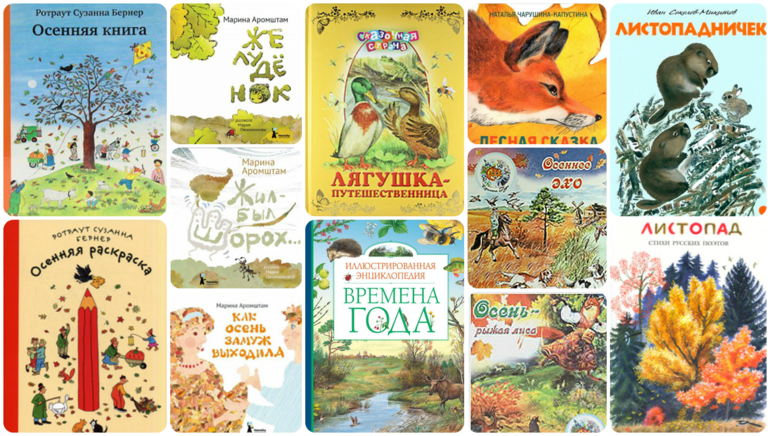 Ротраут Сузанна Бернер
Осенняя книга
РОТРАУТ СУЗАННА
БЕРНЕР
Осенняя раскраска
Марина Аромштам
ЖЕ
ЛУДЁ
НОК
Марина
Аромштам
ЖИЛ-
БЫЛ
ШОРОХ...
Марина Аромштам
КАК
ОСЕНЬ
ЗАМУЖ
ВЫХОДИЛА
СКАЗОЧНАЯ
СТРАНА
ЛЯГУШКА-
ПУТЕШЕСТВЕННИЦА
ИЛЛЮСТРИРОВАННАЯ
ЭНЦИКЛОПЕДИЯ
ВРЕМЕНА
ГОДА
НАТАЛЬЯ ЧАРУШИНА-КАПУСТИНА
ЛЕСНАЯ СКАЗКА
Осеннее
эхо
Осень-
рыжая лиса
Иван Соколов-Микитов
ЛИСТОПАДНИЧЕК
ЛИСТОПАД
СТИХИ РУССКИХ ПОЭТОВ